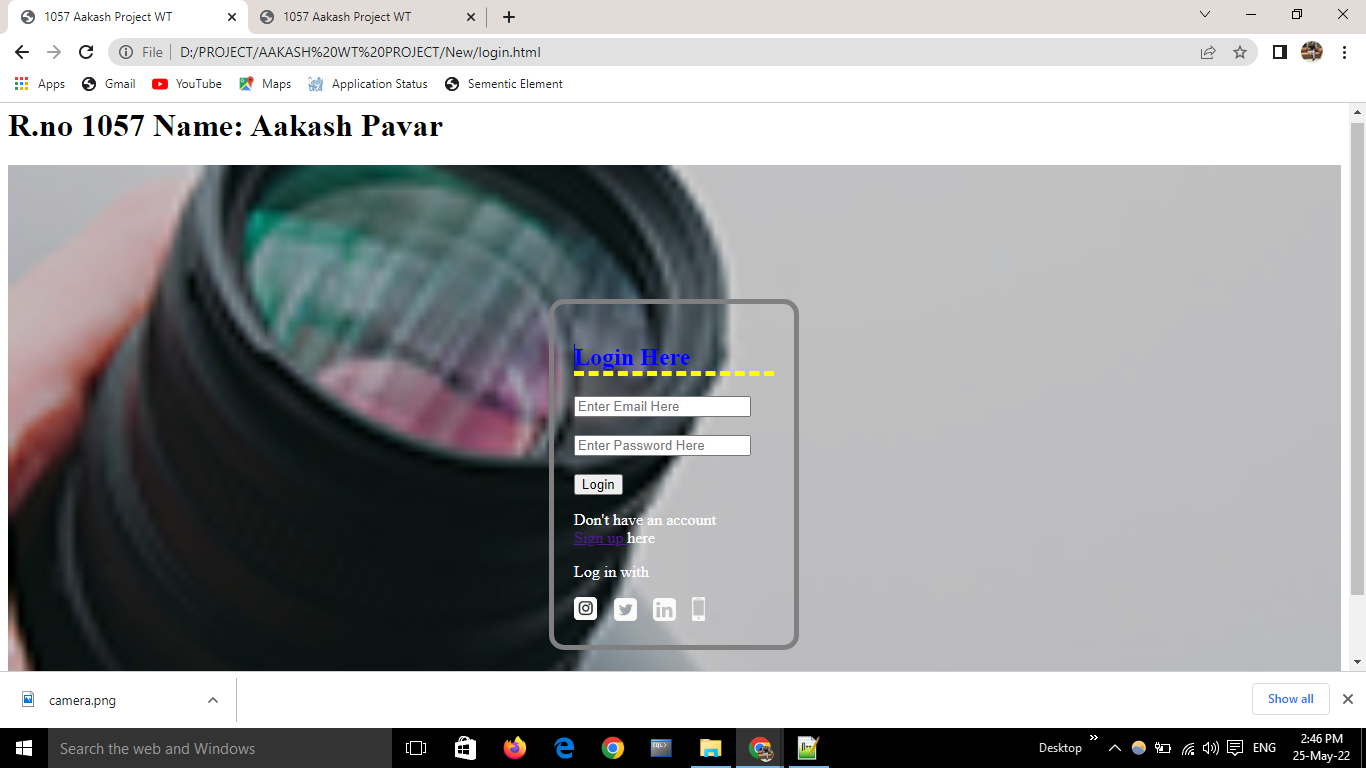 1057 Aakash Project WT
1057 Aakash Project WT
File
D:/PROJECT/AAKASH%20WT%20PROJECT/New/login.html
Apps
Gmail
YouTube
Maps
Application Status
Sementic Element
R.no 1057 Name: Aakash Pavar
Login Here
Enter Email Here
Enter Password Here
Login
Don't have an account
Sign up here
Log in with
in
camera.png
Show all
Search the web and Windows
SQL>
Desktop
ENG
2:46 PM
25-May-22